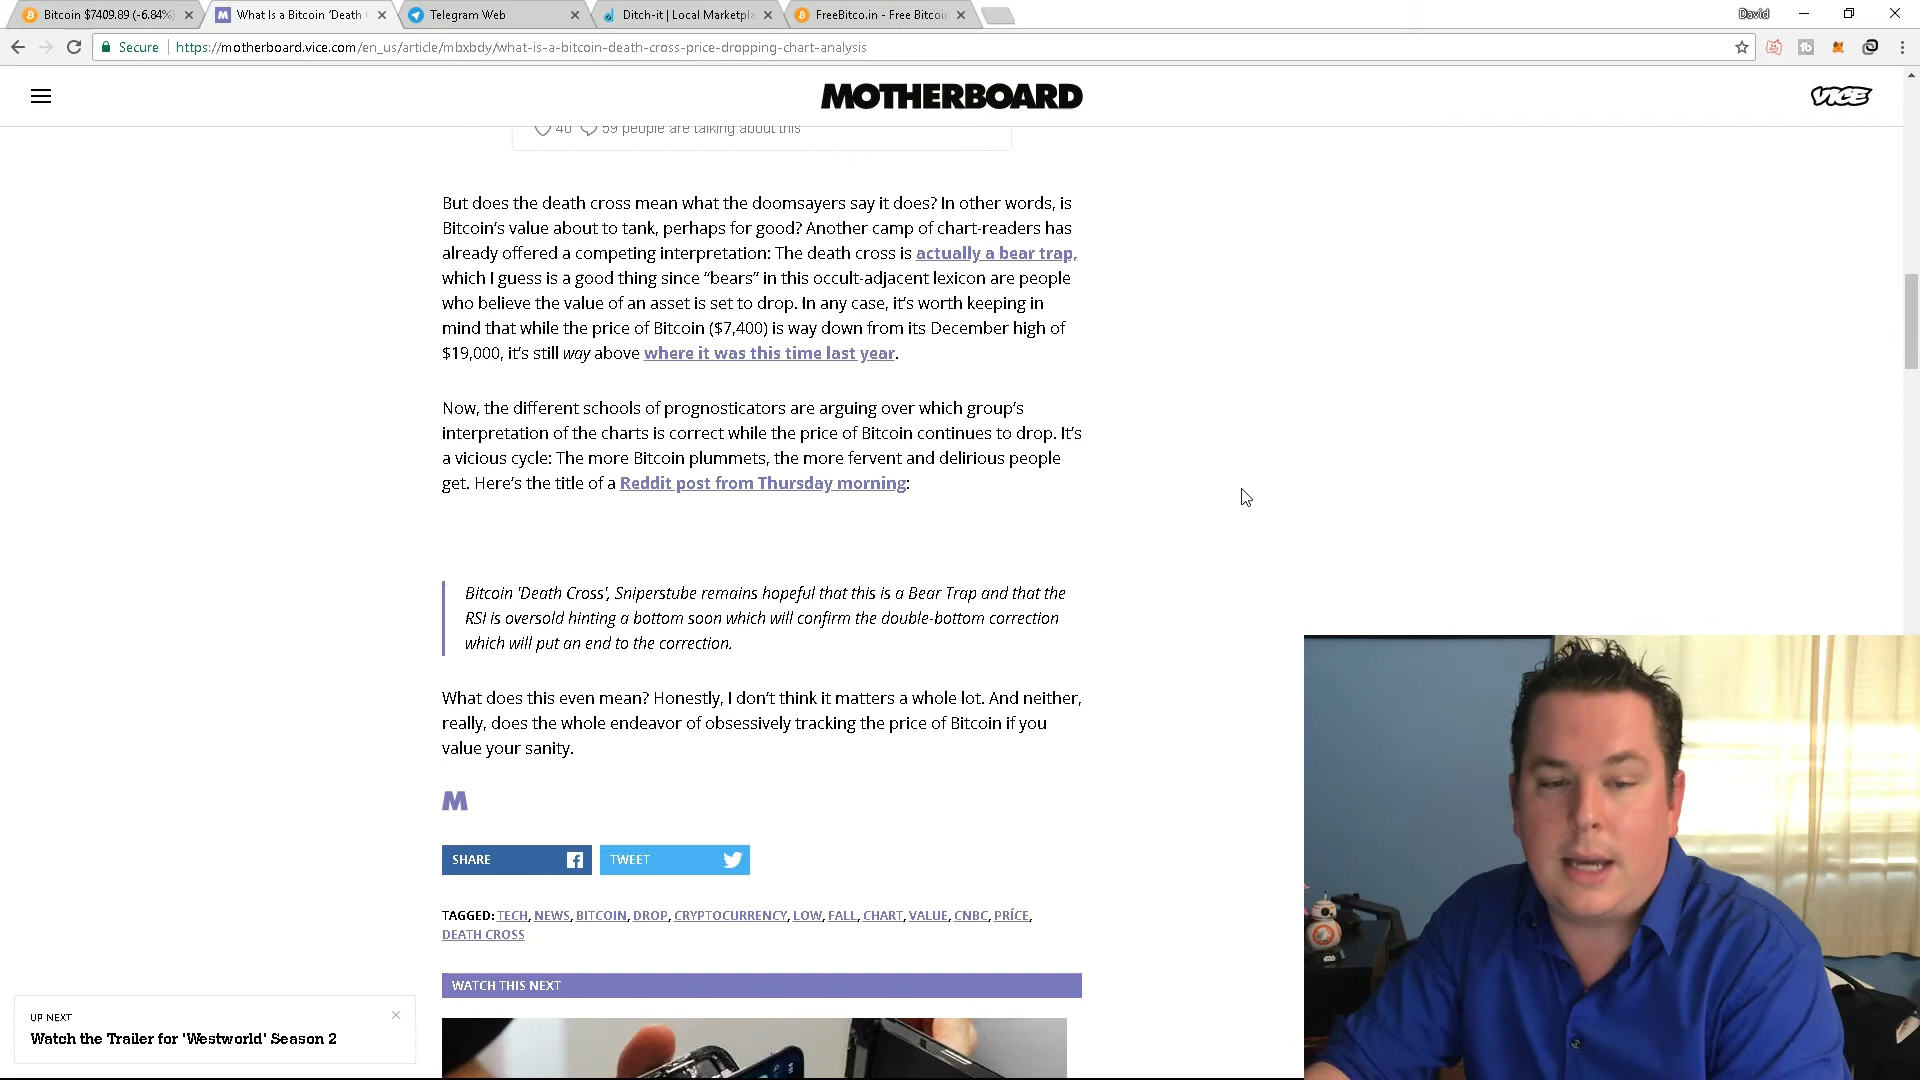 Bitcoin $7409.89 (-6.84%)
What Is a Bitcoin 'Death
Telegram Web
Ditch-it | Local Marketpla
FreeBitco.in - Free Bitcoin
David
Secure
https://motherboard.vice.com/en_us/article/mbxbdy/what-is-a-bitcoin-death-cross-price-dropping-chart-analysis
MOTHERBOARD
VICE
40 59 people are talking about this
But does the death cross mean what the doomsayers say it does? In other words, is
Bitcoin’s value about to tank, perhaps for good? Another camp of chart-readers has
already offered a competing interpretation: The death cross is actually a bear trap,
which I guess is a good thing since “bears” in this occult-adjacent lexicon are people
who believe the value of an asset is set to drop. In any case, it’s worth keeping in
mind that while the price of Bitcoin ($7,400) is way down from its December high of
$19,000, it’s still way above where it was this time last year.
Now, the different schools of prognosticators are arguing over which group’s
interpretation of the charts is correct while the price of Bitcoin continues to drop. It’s
a vicious cycle: The more Bitcoin plummets, the more fervent and delirious people
get. Here’s the title of a Reddit post from Thursday morning:
Bitcoin 'Death Cross', Sniperstube remains hopeful that this is a Bear Trap and that the
RSI is oversold hinting a bottom soon which will confirm the double-bottom correction
which will put an end to the correction.
What does this even mean? Honestly, I don’t think it matters a whole lot. And neither,
really, does the whole endeavor of obsessively tracking the price of Bitcoin if you
value your sanity.
M
SHARE
TWEET
TAGGED: TECH, NEWS, BITCOIN, DROP, CRYPTOCURRENCY, LOW, FALL, CHART, VALUE, CNBC, PRÍCE,
DEATH CROSS
WATCH THIS NEXT
UP NEXT
Watch the Trailer for 'Westworld' Season 2